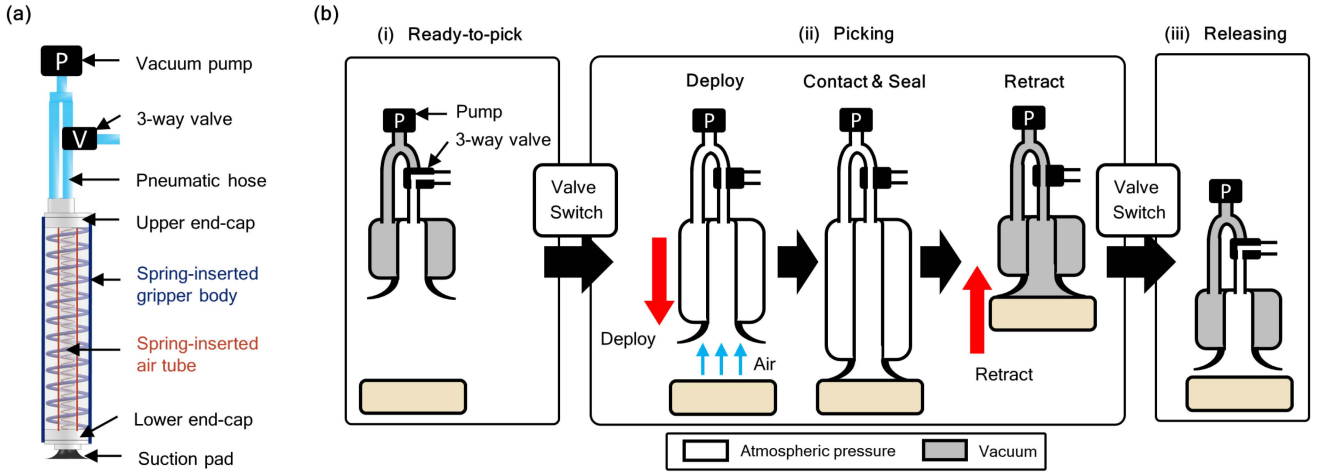 (a)
P
Vacuum pump
3-way valve
V
Pneumatic hose
Upper end-cap
Spring-inserted
gripper body
Spring-inserted
air tube
Lower end-cap
Suction pad
(b)
(i) Ready-to-pick
P
Pump
3-way valve
Valve
Switch
(ii) Picking
Deploy
P
Deploy
Air
Contact & Seal
P
Retract
P
Retract
Valve
Switch
(iii) Releasing
P
Atmospheric pressure
Vacuum